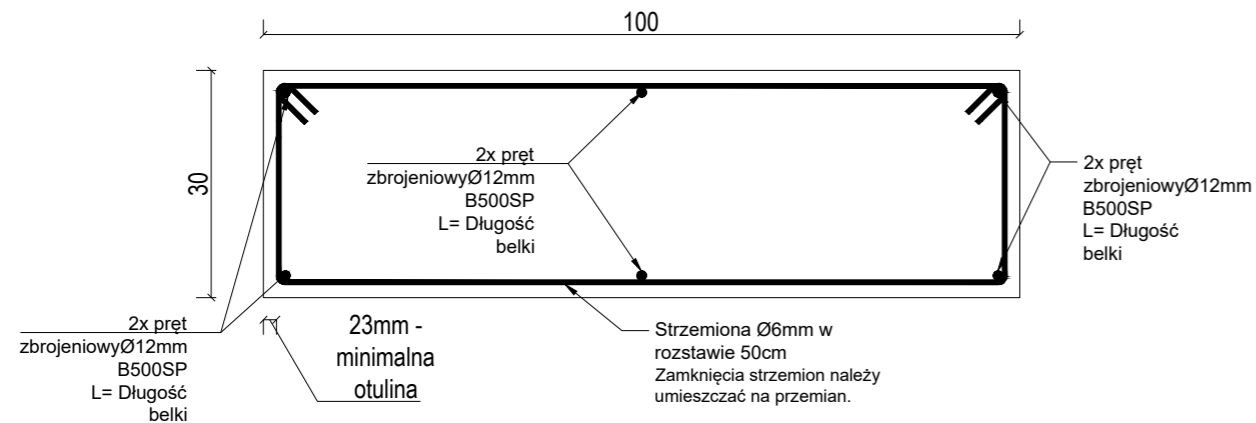 100
30
2x pręt
zbrojeniowyØ12mm
B500SP
L= Długość
belki
2x pręt
zbrojeniowyØ12mm
B500SP
L= Długość
belki
2x pręt
zbrojeniowyØ12mm
B500SP
L= Długość
belki
23mm -
minimalna
otulina
Strzemiona Ø6mm w
rozstawie 50cm
Zamknięcia strzemion należy
umieszczać na przemian.